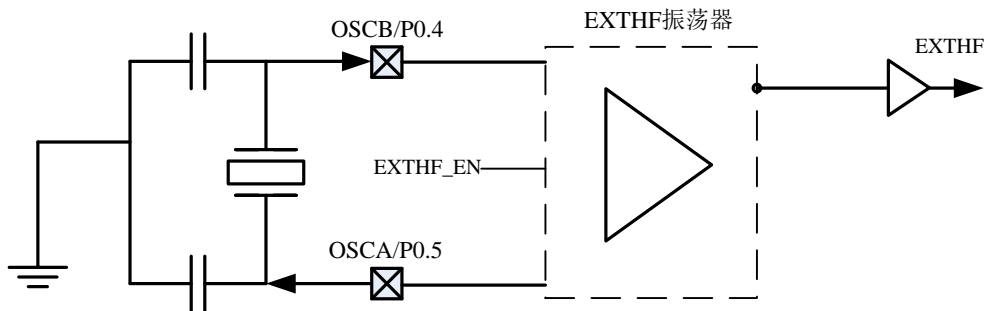 OSCB/P0.4
EXTHF振荡器
EXTHF
EXTHF_EN
OSCA/P0.5